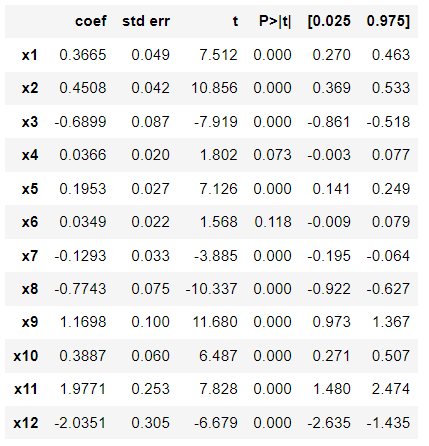 coef std err t P>|t| [0.025 0.975]
x1 0.3665 0.049 7.512 0.000 0.270 0.463
x2 0.4508 0.042 10.856 0.000 0.369 0.533
x3 -0.6899 0.087 -7.919 0.000 -0.861 -0.518
x4 0.0366 0.020 1.802 0.073 -0.003 0.077
x5 0.1953 0.027 7.126 0.000 0.141 0.249
x6 0.0349 0.022 1.568 0.118 -0.009 0.079
x7 -0.1293 0.033 -3.885 0.000 -0.195 -0.064
x8 -0.7743 0.075 -10.337 0.000 -0.922 -0.627
x9 1.1698 0.100 11.680 0.000 0.973 1.367
x10 0.3887 0.060 6.487 0.000 0.271 0.507
x11 1.9771 0.253 7.828 0.000 1.480 2.474
x12 -2.0351 0.305 -6.679 0.000 -2.635 -1.435